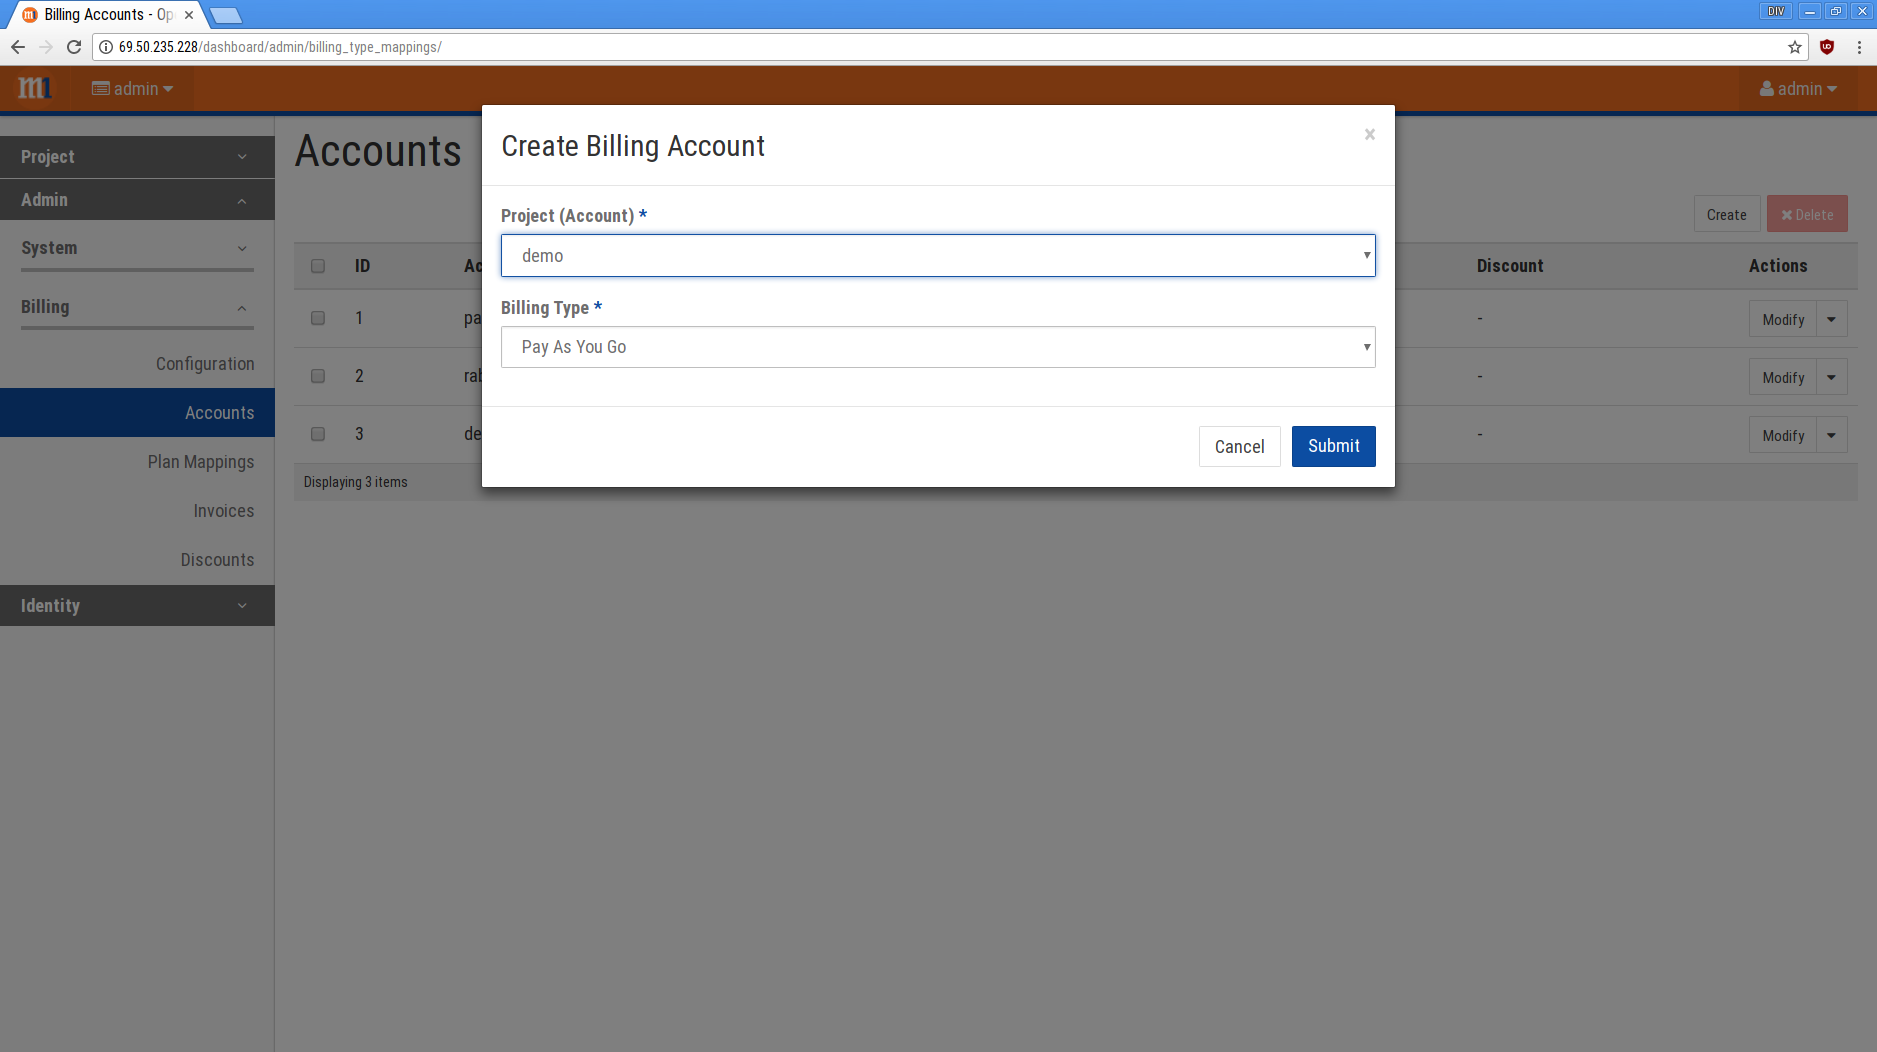 Billing Accounts - Op
DIV
69.50.235.228/dashboard/admin/billing_type_mappings/
m1
admin
admin
Project
Admin
System
Billing
Configuration
Accounts
Plan Mappings
Invoices
Discounts
Identity
Accounts
Create
Delete
ID Ac Discount Actions
1 pa - Modify
2 rab - Modify
3 de - Modify
Displaying 3 items
Create Billing Account
×
Project (Account) *
demo
Billing Type *
Pay As You Go
Cancel
Submit